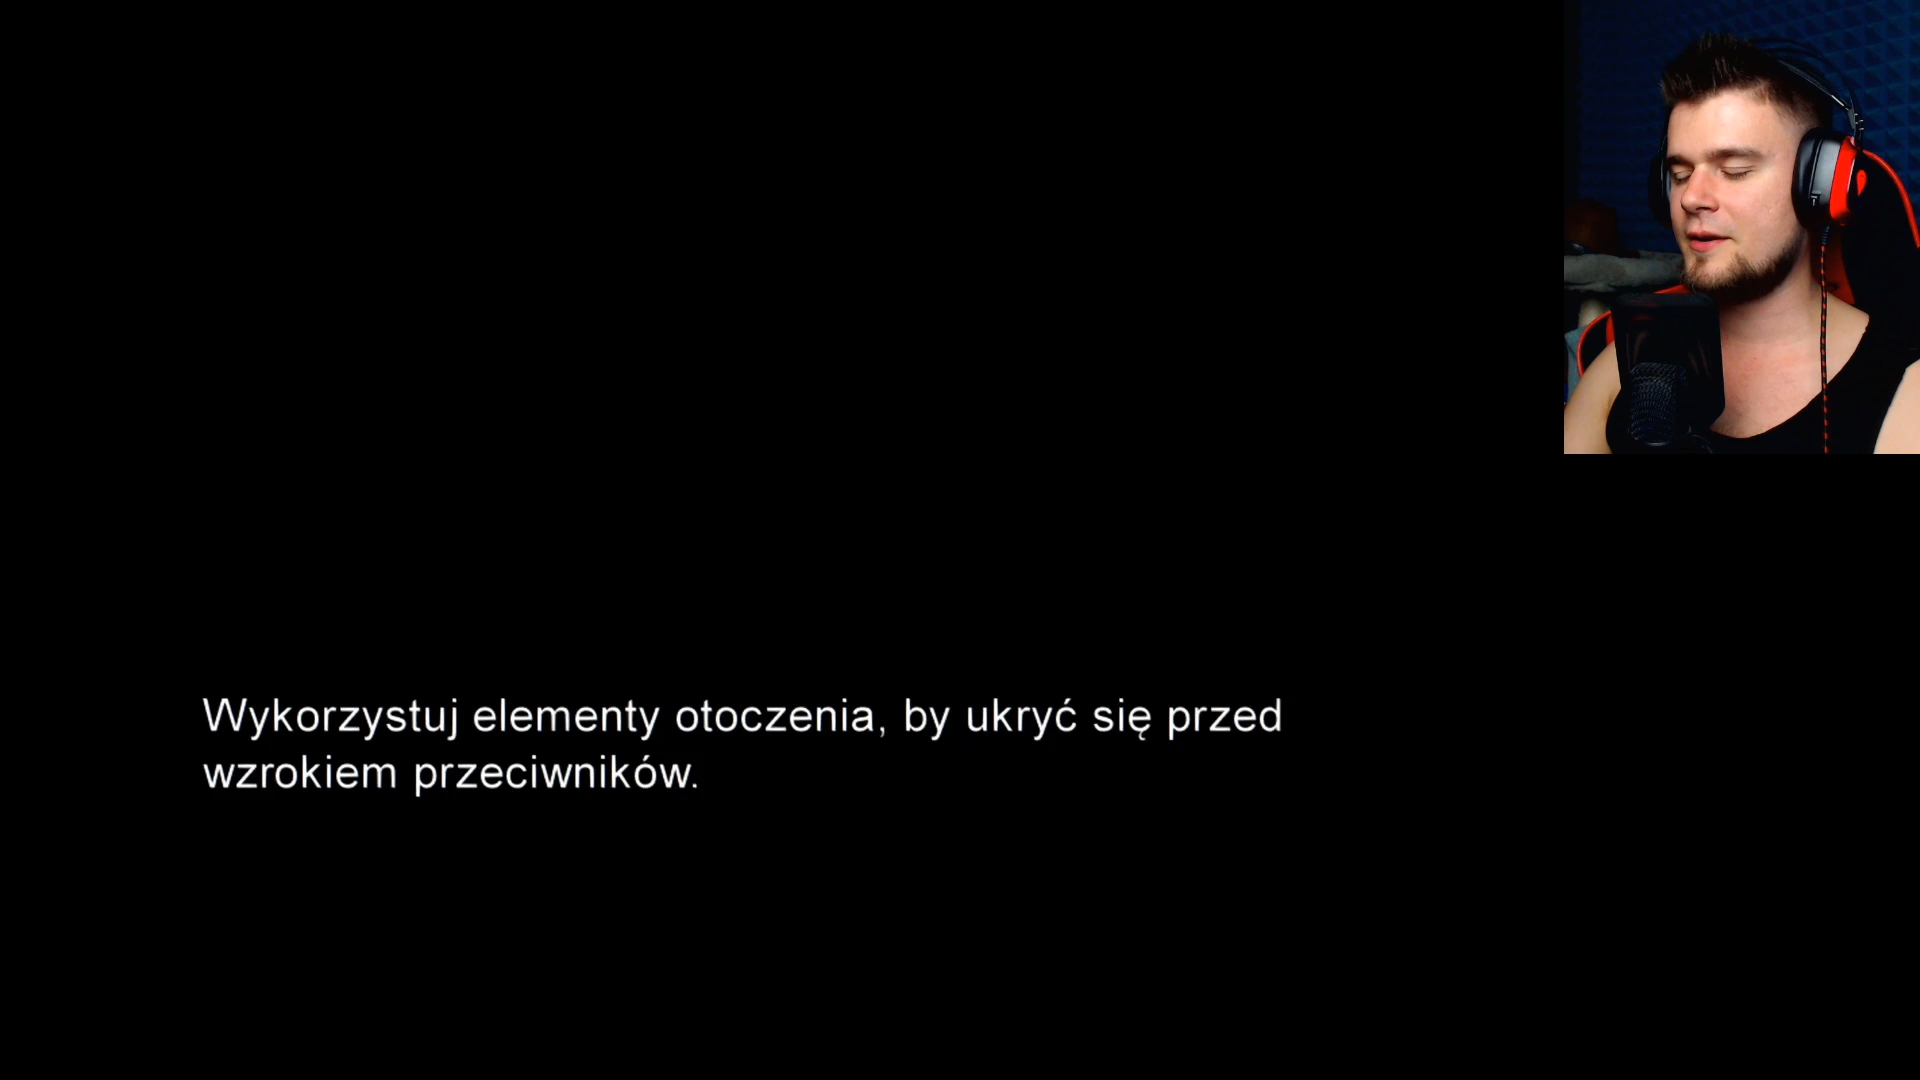 Wykorzystuj elementy otoczenia, by ukryć się przed
wzrokiem przeciwników.